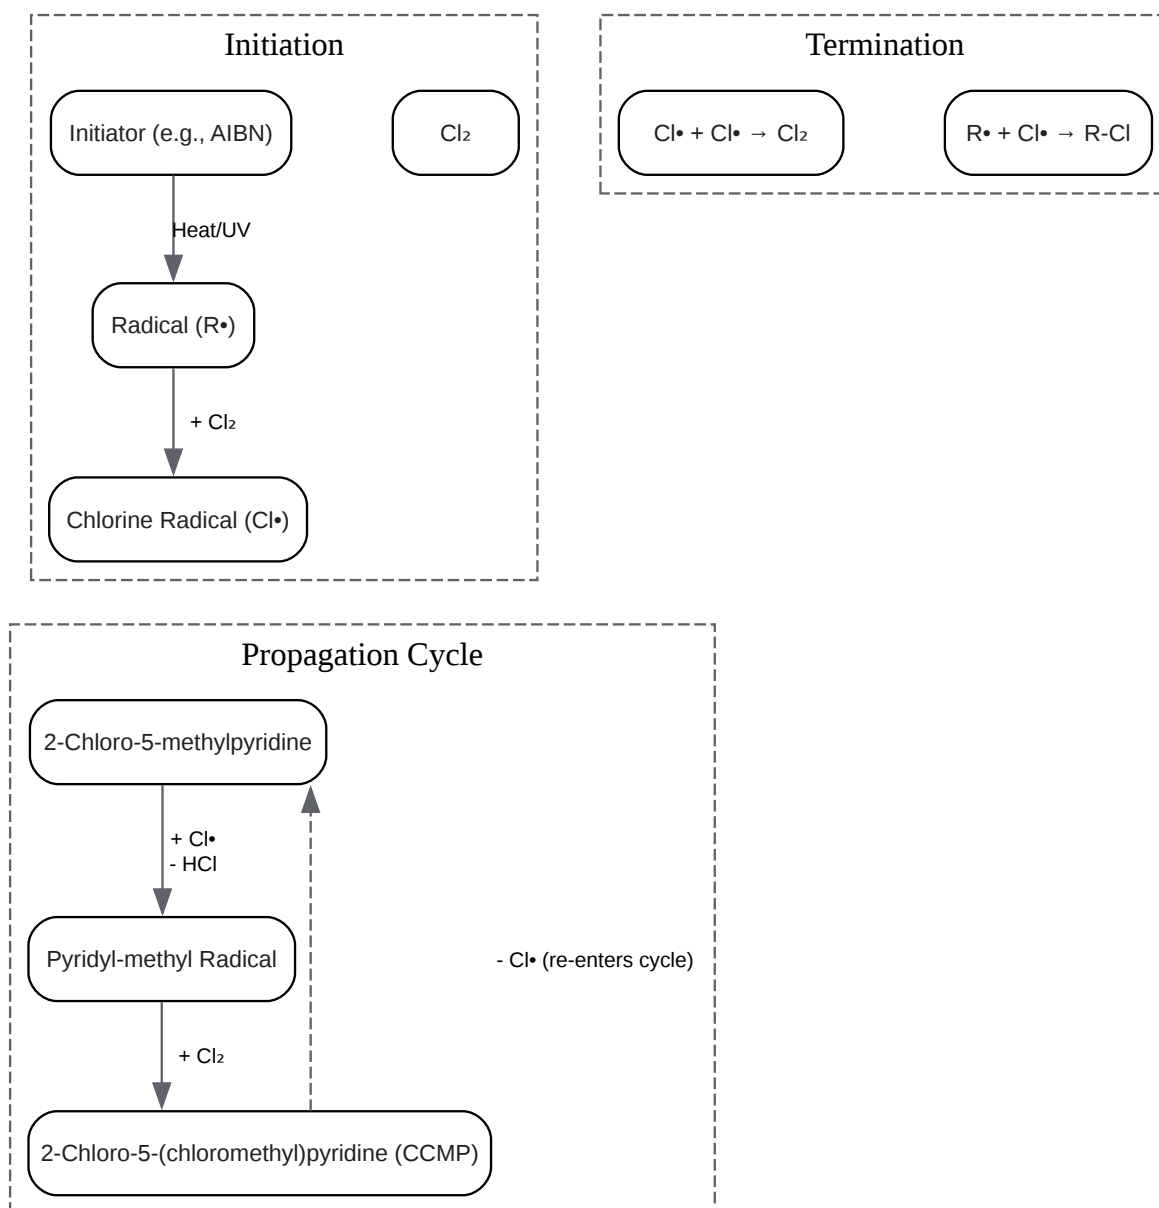 Initiation
Initiator (e.g., AIBN)
Cl₂
Heat/UV
Radical (R•)
+ Cl₂
Chlorine Radical (Cl•)
Termination
Cl• + Cl• → Cl₂
R• + Cl• → R-Cl
Propagation Cycle
2-Chloro-5-methylpyridine
+ Cl•
- HCl
Pyridyl-methyl Radical
- Cl• (re-enters cycle)
+ Cl₂
2-Chloro-5-(chloromethyl)pyridine (CCMP)